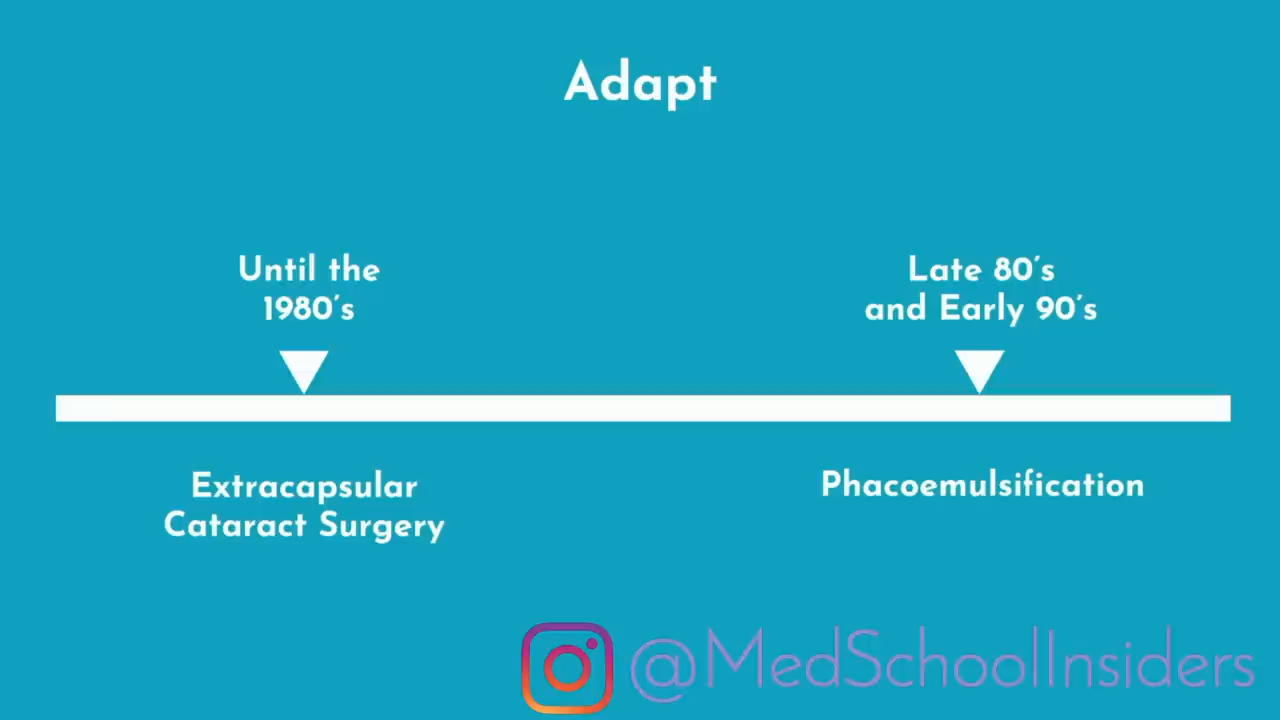 Adapt
Until the
1980's
Late 80's
and Early 90's
Extracapsular
Cataract Surgery
Phacoemulsification
@MedSchoolInsiders